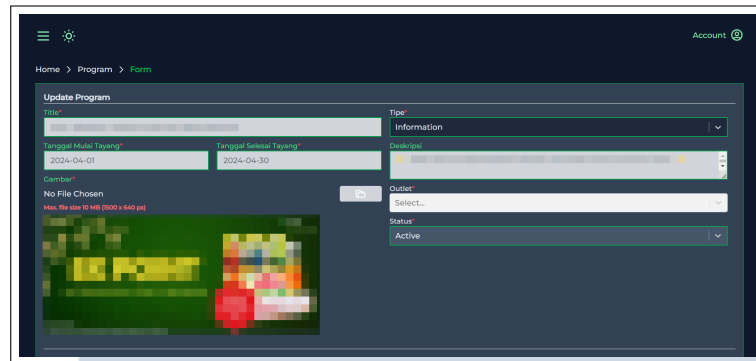 Account
Home > Program > Form
Update Program
Title*
Tipe*
Information
Tanggal Mulai Tayang*
Tanggal Selesai Tayang*
Deskripsi
2024-04-01
2024-04-30
Gambar*
No File Chosen
Max. file size 10 MB (1500 x 640 px)
Outlet*
Select...
Status*
Active